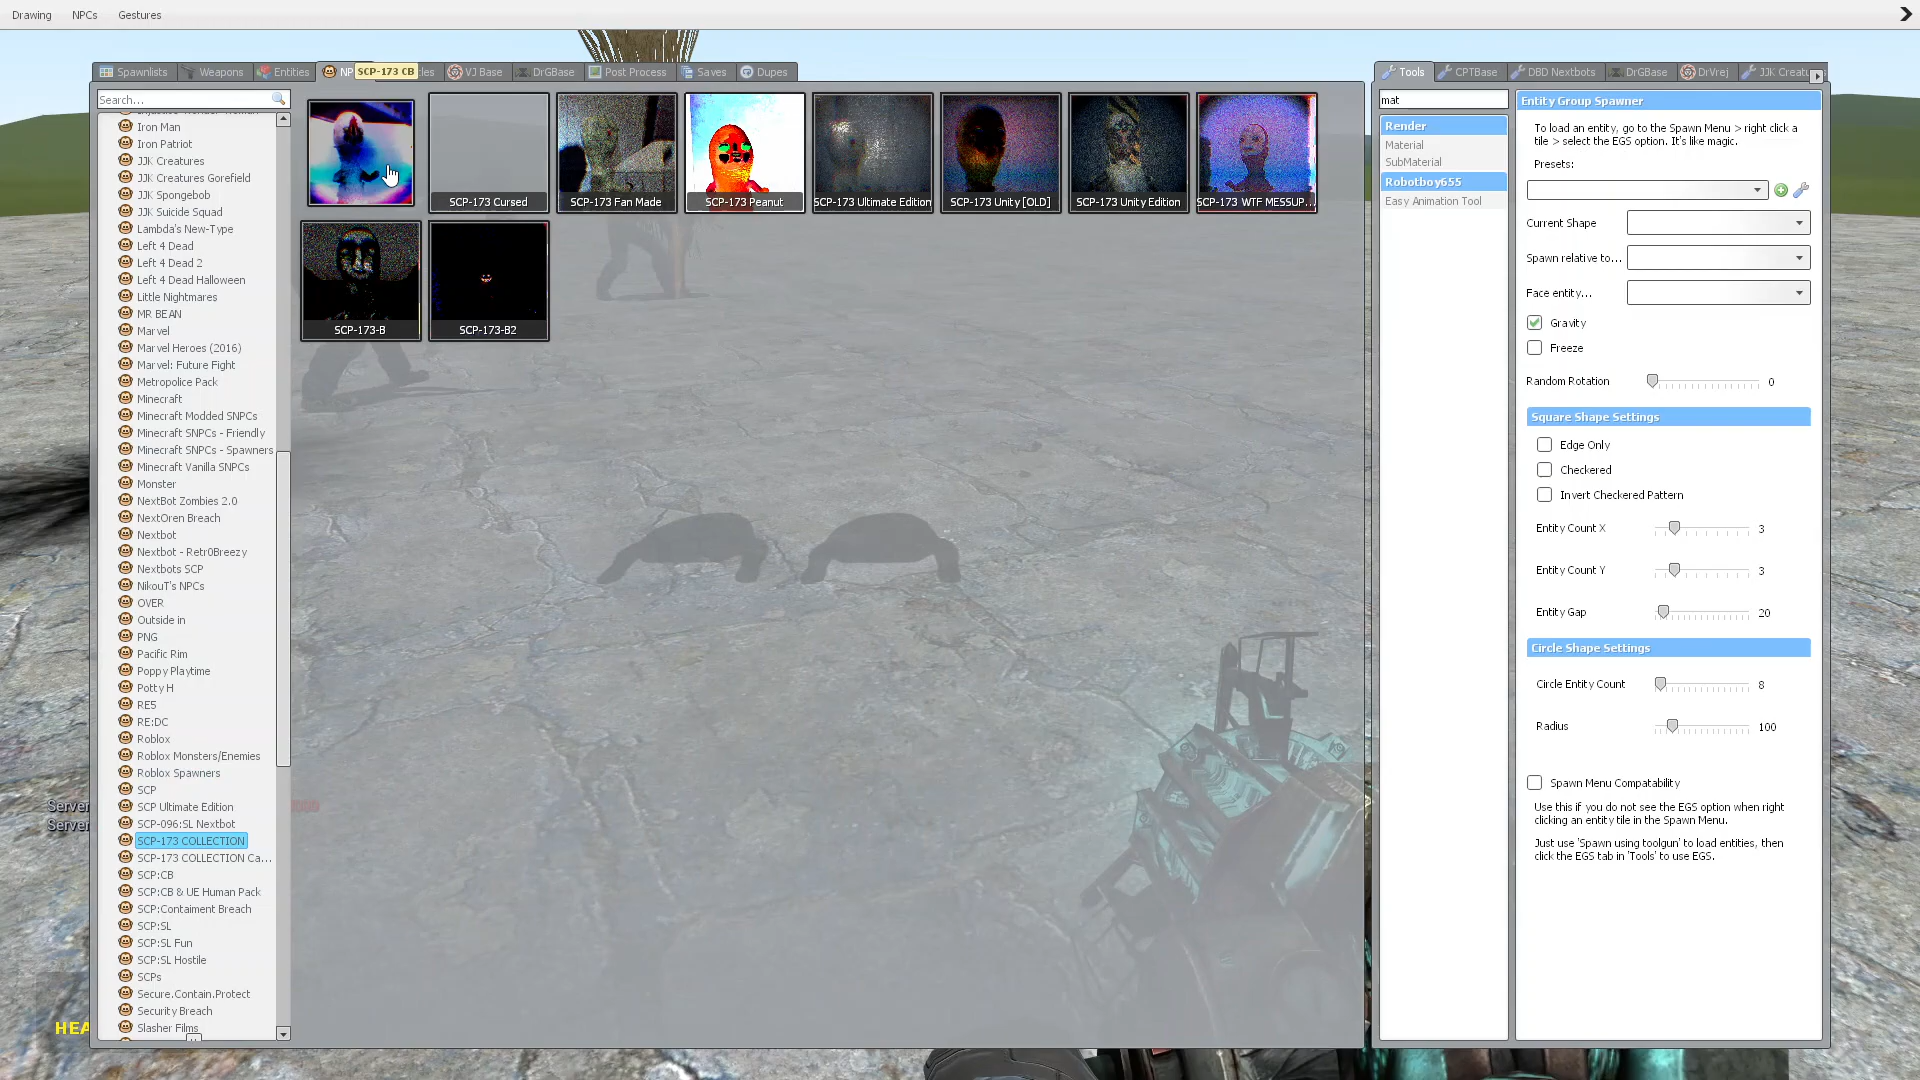 Drawing
NPCs
Gestures
Spawnlists
Weapons
Entities
NP
SCP-173 CB
les
VJ Base
DrGBase
Post Process
Saves
Dupes
Search...
Iron Man
Iron Patriot
JJK Creatures
JJK Creatures Gorefield
JJK Spongebob
JJK Suicide Squad
Lambda's New-Type
Left 4 Dead
Left 4 Dead 2
Left 4 Dead Halloween
Little Nightmares
MR BEAN
Marvel
Marvel Heroes (2016)
Marvel: Future Fight
Metropolice Pack
Minecraft
Minecraft Modded SNPCs
Minecraft SNPCs - Friendly
Minecraft SNPCs - Spawners
Minecraft Vanilla SNPCs
Monster
NextBot Zombies 2.0
NextOren Breach
Nextbot
Nextbot - Retr0Breezy
Nextbots SCP
NikouT's NPCs
OVER
Outside in
PNG
Pacific Rim
Poppy Playtime
Potty H
RE5
RE:DC
Roblox
Roblox Monsters/Enemies
Roblox Spawners
SCP
SCP Ultimate Edition
SCP-096:SL Nextbot
SCP-173 COLLECTION
SCP-173 COLLECTION Ca...
SCP:CB
SCP:CB & UE Human Pack
SCP:Contaiment Breach
SCP:SL
SCP:SL Fun
SCP:SL Hostile
SCPs
Secure.Contain.Protect
Security Breach
Slasher Films
SCP-173 Cursed
SCP-173 Fan Made
SCP-173 Peanut
SCP-173 Ultimate Edition
SCP-173 Unity [OLD]
SCP-173 Unity Edition
SCP-173 WTF MESSUP...
SCP-173-B
SCP-173-B2
Server
Server
HEA
Tools
CPTBase
DBD Nextbots
DrGBase
DrVrej
JJK Creatu
mat
Render
Material
SubMaterial
Robotboy655
Easy Animation Tool
Entity Group Spawner
To load an entity, go to the Spawn Menu > right click a
tile > select the EGS option. It's like magic.
Presets:
Current Shape
Spawn relative to...
Face entity...
Gravity
Freeze
Random Rotation 0
Square Shape Settings
Edge Only
Checkered
Invert Checkered Pattern
Entity Count X 3
Entity Count Y 3
Entity Gap 20
Circle Shape Settings
Circle Entity Count 8
Radius 100
Spawn Menu Compatability
Use this if you do not see the EGS option when right
clicking an entity tile in the Spawn Menu.
Just use 'Spawn using toolgun' to load entities, then
click the EGS tab in 'Tools' to use EGS.